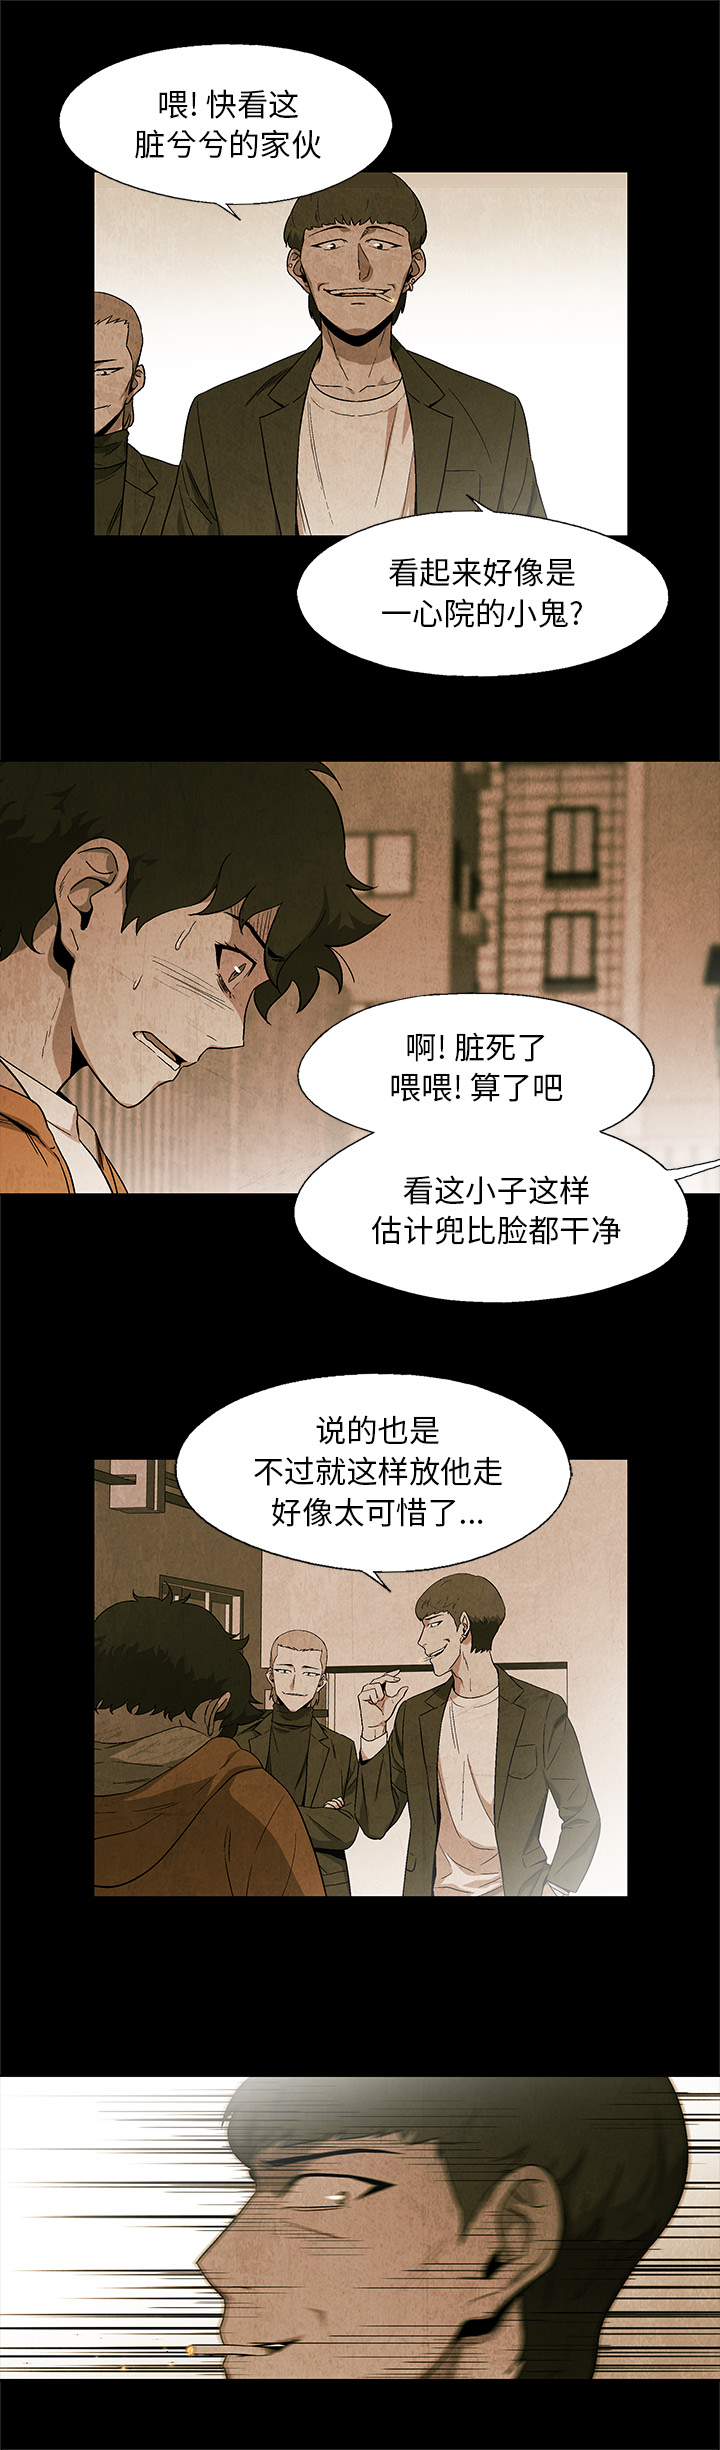 喂! 快看这
脏兮兮的家伙
看起来好像是
一心院的小鬼?
啊! 脏死了
喂喂! 算了吧
看这小子这样
估计兜比脸都干净
说的也是
不过就这样放他走
好像太可惜了...